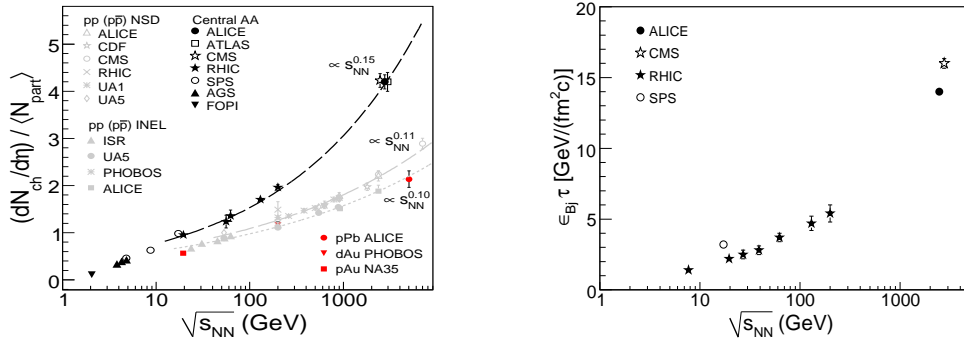 pp (pp̅) NSD
ALICE
CDF
CMS
RHIC
UA1
UA5
pp (pp̅) INEL
ISR
UA5
PHOBOS
ALICE
Central AA
ALICE
ATLAS
CMS
RHIC
SPS
AGS
FOPI
∝ s_NN^0.15
∝ s_NN^0.11
∝ s_NN^0.10
pPb ALICE
dAu PHOBOS
pAu NA35
(dN_ch/dη) / ⟨N_part⟩
5
4
3
2
1
0
1 10 100 1000
√s_NN (GeV)
ALICE
CMS
RHIC
SPS
ε_Bj τ [GeV/(fm²c)]
20
15
10
5
0
1 10 100 1000
√s_NN (GeV)